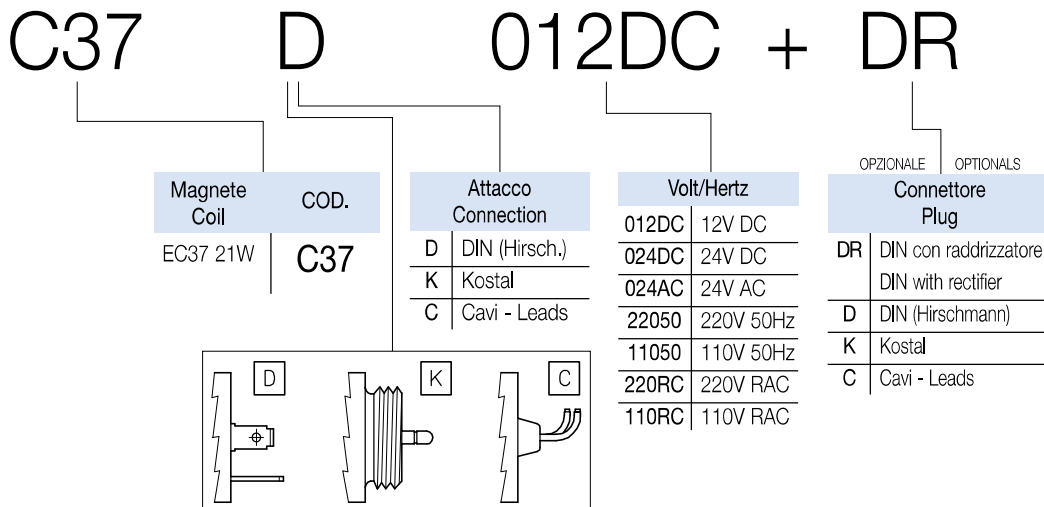 C37 D 012DC + DR
OPZIONALE OPTIONALS
Magnete
Coil
COD.
EC37 21W
C37
Attacco
Connection
D DIN (Hirsch.)
K Kostal
C Cavi - Leads
Volt/Hertz
012DC 12V DC
024DC 24V DC
024AC 24V AC
22050 220V 50Hz
11050 110V 50Hz
220RC 220V RAC
110RC 110V RAC
Connettore
Plug
DR DIN con raddrizzatore
DIN with rectifier
D DIN (Hirschmann)
K Kostal
C Cavi - Leads
D K C